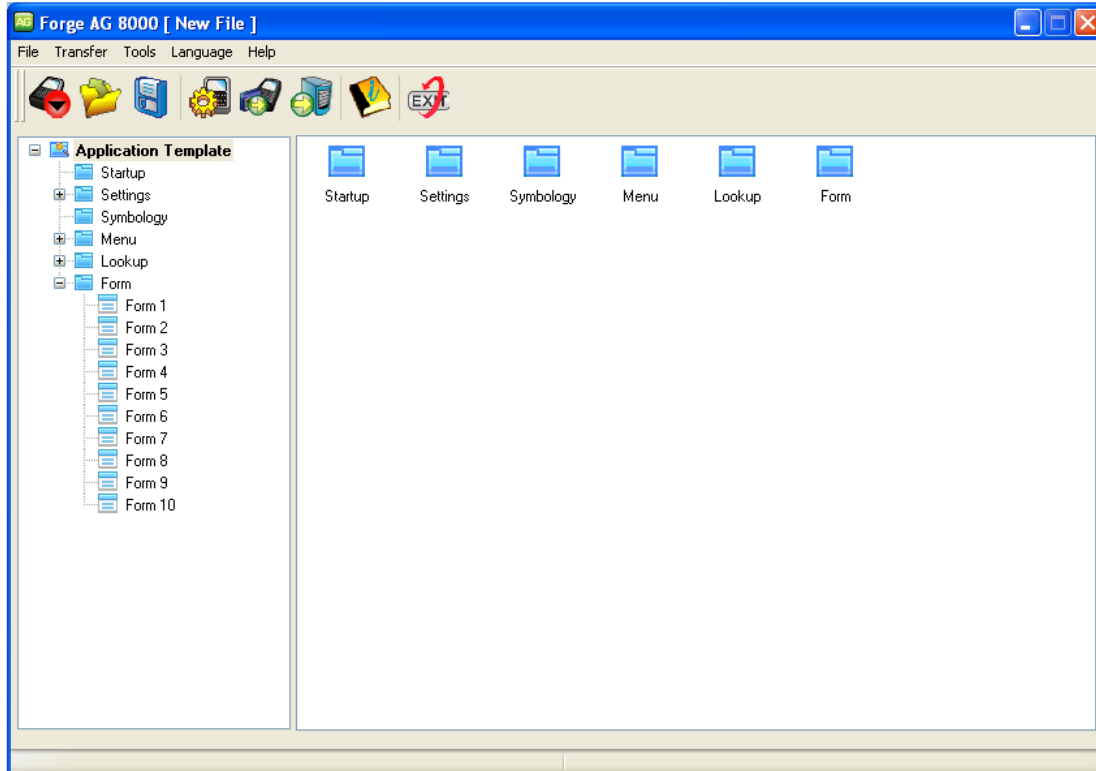 AG Forge AG 8000 [ New File ]
File Transfer Tools Language Help
i EXIT
Application Template
Startup
Settings
Symbology
Menu
Lookup
Form
Form 1
Form 2
Form 3
Form 4
Form 5
Form 6
Form 7
Form 8
Form 9
Form 10
Startup Settings Symbology Menu Lookup Form